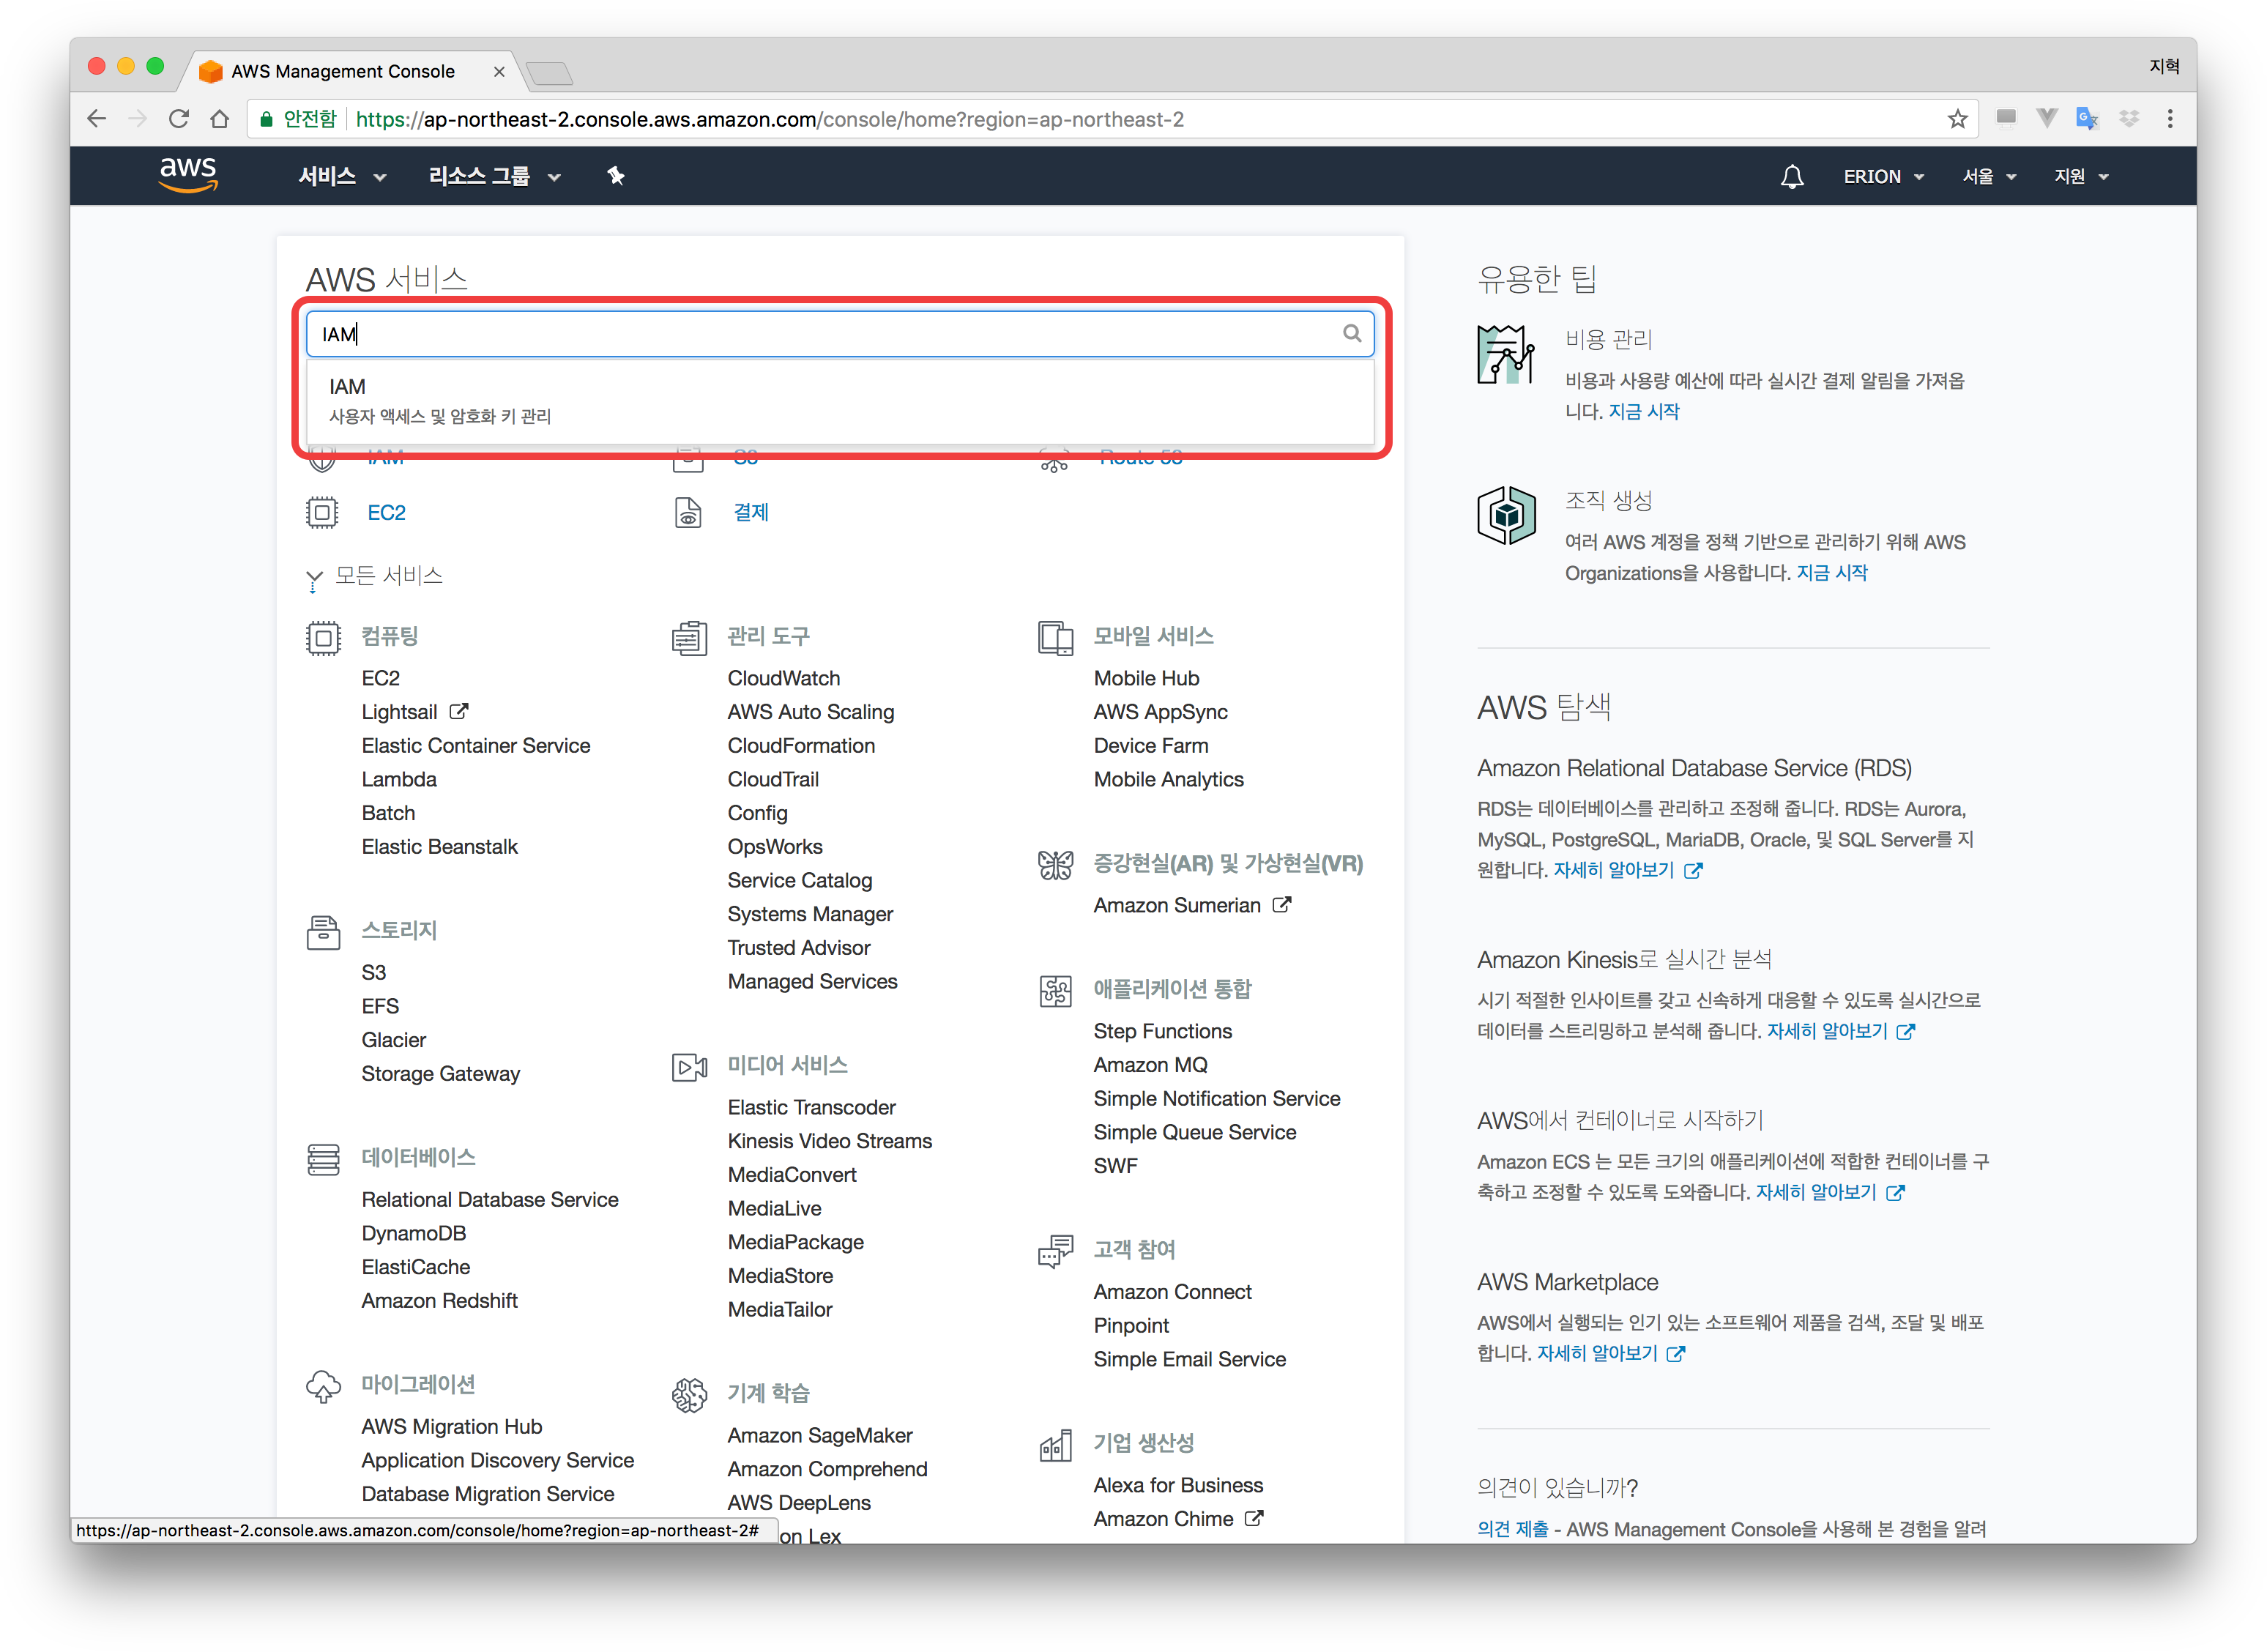 AWS Management Console
지혁
안전함
https://ap-northeast-2.console.aws.amazon.com/console/home?region=ap-northeast-2
aws
서비스
리소스 그룹
ERION
서울
지원
AWS 서비스
IAM
IAM
사용자 액세스 및 암호화 키 관리
IAM
S3
Route 53
EC2
결제
모든 서비스
컴퓨팅
EC2
Lightsail
Elastic Container Service
Lambda
Batch
Elastic Beanstalk
스토리지
S3
EFS
Glacier
Storage Gateway
데이터베이스
Relational Database Service
DynamoDB
ElastiCache
Amazon Redshift
마이그레이션
AWS Migration Hub
Application Discovery Service
Database Migration Service
관리 도구
CloudWatch
AWS Auto Scaling
CloudFormation
CloudTrail
Config
OpsWorks
Service Catalog
Systems Manager
Trusted Advisor
Managed Services
미디어 서비스
Elastic Transcoder
Kinesis Video Streams
MediaConvert
MediaLive
MediaPackage
MediaStore
MediaTailor
기계 학습
Amazon SageMaker
Amazon Comprehend
AWS DeepLens
on Lex
모바일 서비스
Mobile Hub
AWS AppSync
Device Farm
Mobile Analytics
증강현실(AR) 및 가상현실(VR)
Amazon Sumerian
애플리케이션 통합
Step Functions
Amazon MQ
Simple Notification Service
Simple Queue Service
SWF
고객 참여
Amazon Connect
Pinpoint
Simple Email Service
기업 생산성
Alexa for Business
Amazon Chime
유용한 팁
비용 관리
비용과 사용량 예산에 따라 실시간 결제 알림을 가져옵
니다. 지금 시작
조직 생성
여러 AWS 계정을 정책 기반으로 관리하기 위해 AWS
Organizations을 사용합니다. 지금 시작
AWS 탐색
Amazon Relational Database Service (RDS)
RDS는 데이터베이스를 관리하고 조정해 줍니다. RDS는 Aurora,
MySQL, PostgreSQL, MariaDB, Oracle, 및 SQL Server를 지
원합니다. 자세히 알아보기
Amazon Kinesis로 실시간 분석
시기 적절한 인사이트를 갖고 신속하게 대응할 수 있도록 실시간으로
데이터를 스트리밍하고 분석해 줍니다. 자세히 알아보기
AWS에서 컨테이너로 시작하기
Amazon ECS 는 모든 크기의 애플리케이션에 적합한 컨테이너를 구
축하고 조정할 수 있도록 도와줍니다. 자세히 알아보기
AWS Marketplace
AWS에서 실행되는 인기 있는 소프트웨어 제품을 검색, 조달 및 배포
합니다. 자세히 알아보기
의견이 있습니까?
의견 제출 - AWS Management Console을 사용해 본 경험을 알려
https://ap-northeast-2.console.aws.amazon.com/console/home?region=ap-northeast-2#